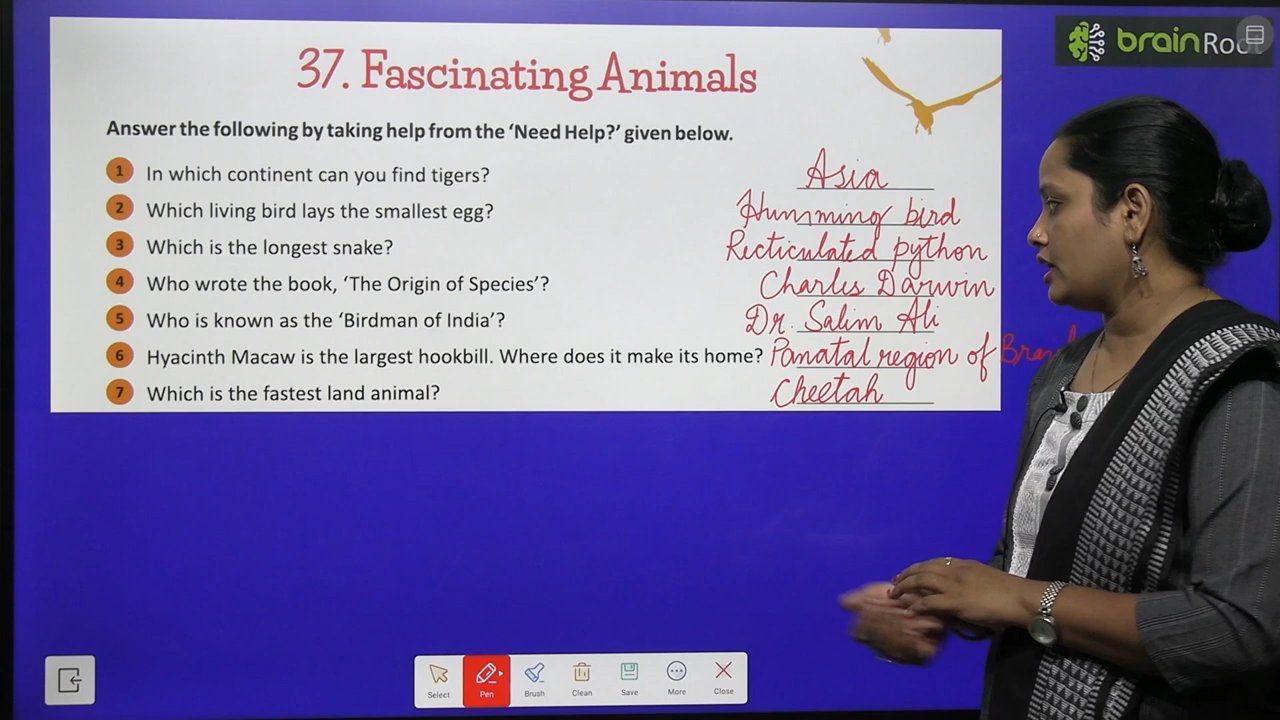 brainRoot
37. Fascinating Animals
Answer the following by taking help from the ‘Need Help?’ given below.
1 In which continent can you find tigers? Asia
2 Which living bird lays the smallest egg? Humming bird
3 Which is the longest snake? Recticulated python
4 Who wrote the book, ‘The Origin of Species’? Charles Darwin
5 Who is known as the ‘Birdman of India’? Dr. Salim Ali
6 Hyacinth Macaw is the largest hookbill. Where does it make its home? Panatal region of
7 Which is the fastest land animal? Cheetah
Select Pen Brush Clean Save More Close